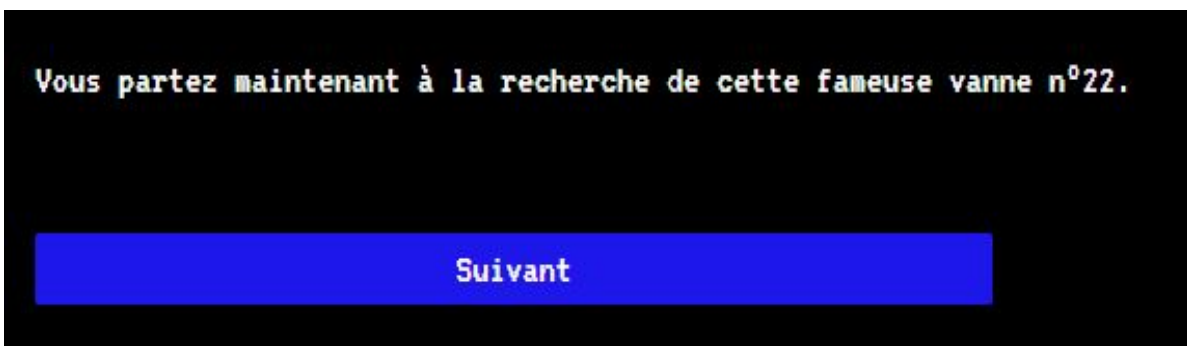 Vous partez maintenant à la recherche de cette fameuse vanne n°22.
Suivant